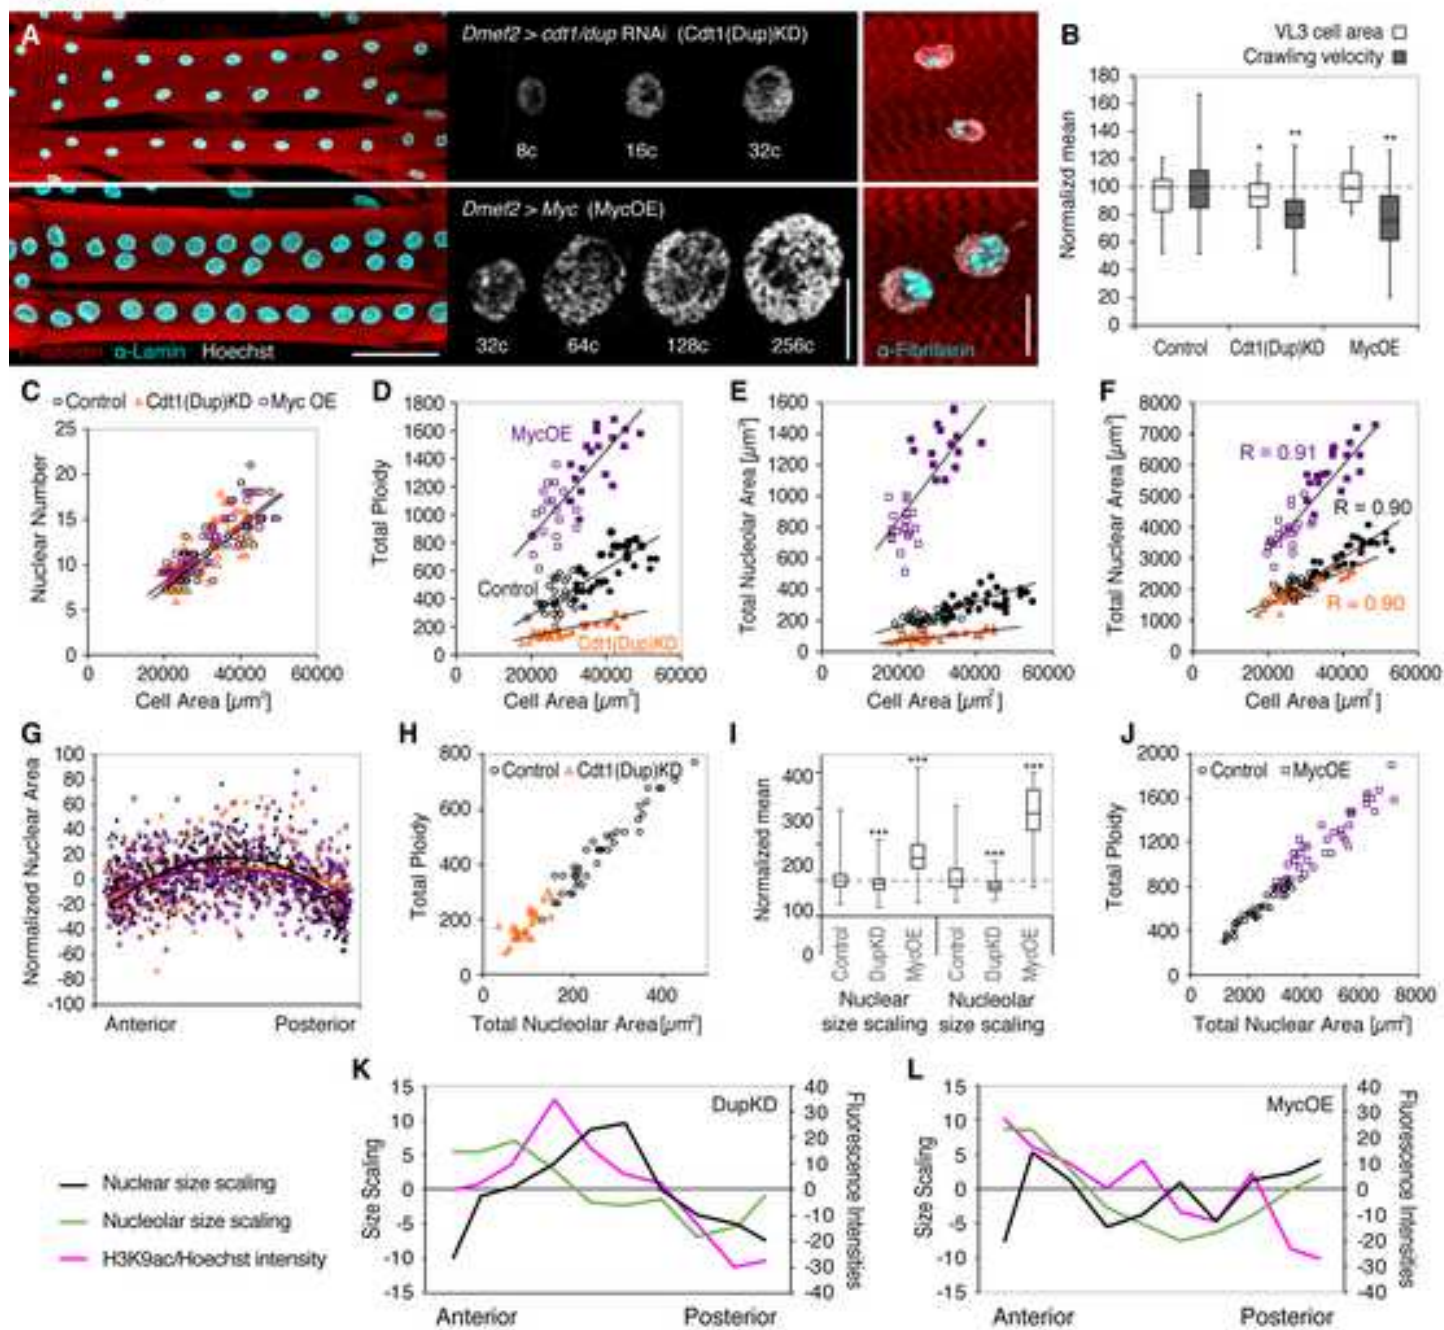 A
Dmef2 > cdt1/dup RNAi (Cdt1(Dup)KD)
8c 16c 32c
Dmef2 > Myc (MycOE)
32c 64c 128c 256c
α-Lamin Hoechst
α-Fibrillarin
B
VL3 cell area
Crawling velocity
Normalizd mean
180
160
140
120
100
80
60
40
20
0
* ** **
Control Cdt1(Dup)KD MycOE
C
Control Cdt1(Dup)KD Myc OE
Nuclear Number
25
20
15
10
5
0
0 20000 40000 60000
Cell Area [µm²]
D
Total Ploidy
1800
1600
1400
1200
1000
800
600
400
200
0
MycOE
Control
Cdt1(Dup)KD
0 20000 40000 60000
Cell Area [µm²]
E
Total Nucleolar Area [µm²]
1600
1400
1200
1000
800
600
400
200
0
0 20000 40000 60000
Cell Area [µm²]
F
Total Nuclear Area [µm²]
8000
7000
6000
5000
4000
3000
2000
1000
0
R = 0.91
R = 0.90
R = 0.90
0 20000 40000 60000
Cell Area [µm²]
G
Normalized Nuclear Area
100
80
60
40
20
0
-20
-40
-60
-80
-100
Anterior Posterior
H
Control Cdt1(Dup)KD
Total Ploidy
800
600
400
200
0
0 200 400
Total Nucleolar Area[µm²]
I
Normalized mean
400
300
200
100
0
*** *** *** ***
Control DupKD MycOE Control DupKD MycOE
Nuclear size scaling
Nucleolar size scaling
J
Control MycOE
Total Ploidy
2000
1600
1200
800
400
0
0 2000 4000 6000 8000
Total Nuclear Area [µm²]
Nuclear size scaling
Nucleolar size scaling
H3K9ac/Hoechst intensity
K
DupKD
Size Scaling
15
10
5
0
-5
-10
-15
Fluorescence Intensities
40
30
20
10
0
-10
-20
-30
-40
Anterior Posterior
L
MycOE
Size Scaling
15
10
5
0
-5
-10
-15
Fluorescence Intensities
40
30
20
10
0
-10
-20
-30
-40
Anterior Posterior